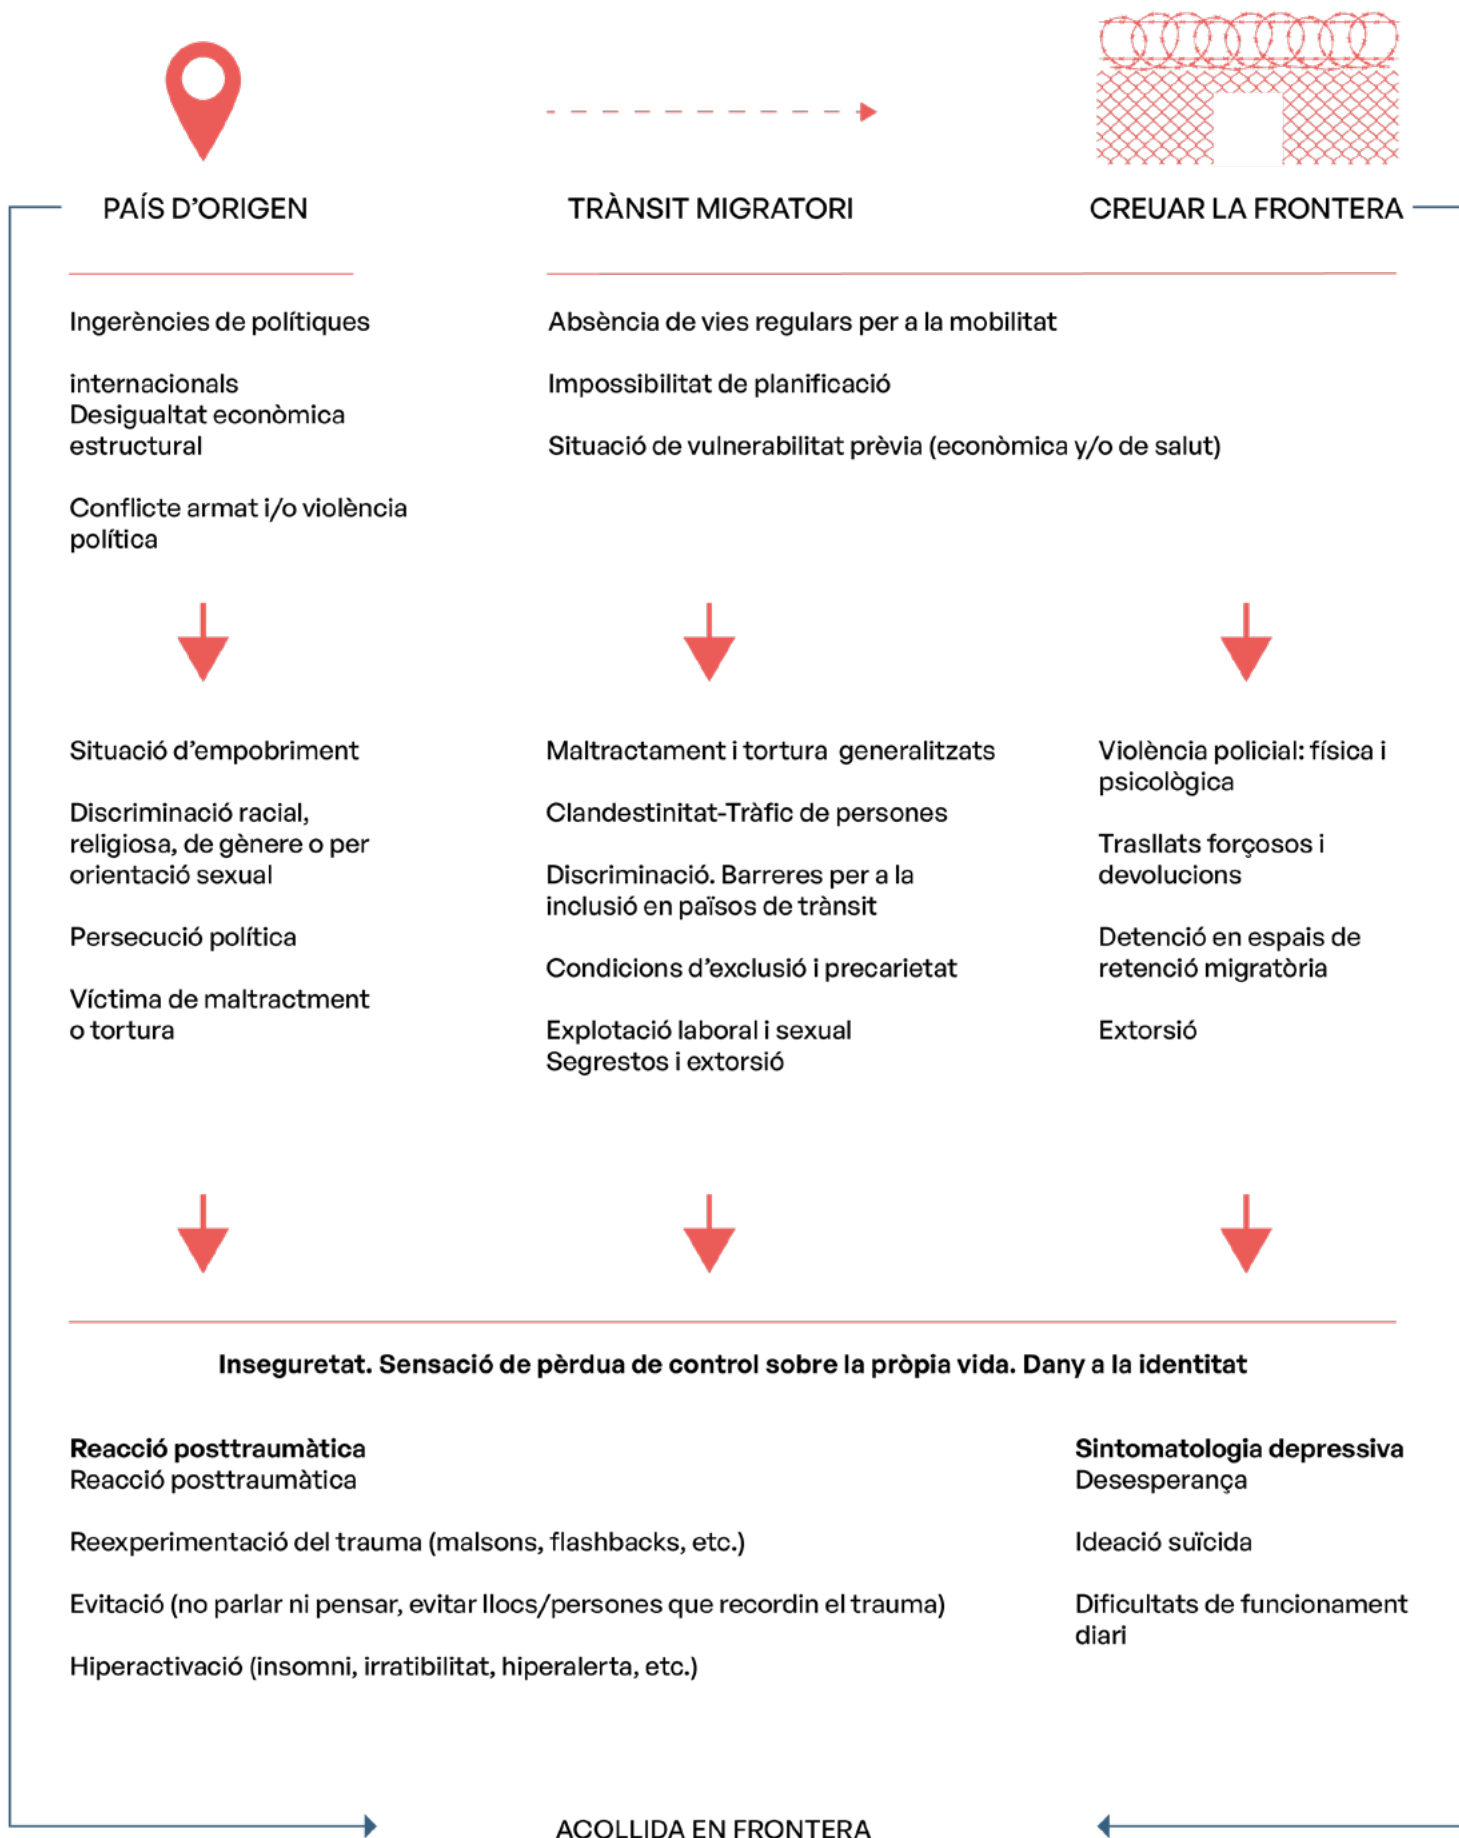 PAÍS D’ORIGEN
TRÀNSIT MIGRATORI
CREUAR LA FRONTERA
Ingerències de polítiques
internacionals
Desigualtat econòmica
estructural
Conflicte armat i/o violència
política
Absència de vies regulars per a la mobilitat
Impossibilitat de planificació
Situació de vulnerabilitat prèvia (econòmica y/o de salut)
Situació d’empobriment
Discriminació racial,
religiosa, de gènere o per
orientació sexual
Persecució política
Víctima de maltractment
o tortura
Maltractament i tortura generalitzats
Clandestinitat-Tràfic de persones
Discriminació. Barreres per a la
inclusió en països de trànsit
Condicions d’exclusió i precarietat
Explotació laboral i sexual
Segrestos i extorsió
Violència policial: física i
psicològica
Trasllats forçosos i
devolucions
Detenció en espais de
retenció migratòria
Extorsió
Inseguretat. Sensació de pèrdua de control sobre la pròpia vida. Dany a la identitat
Reacció posttraumàtica
Reacció posttraumàtica
Reexperimentació del trauma (malsons, flashbacks, etc.)
Evitació (no parlar ni pensar, evitar llocs/persones que recordin el trauma)
Hiperactivació (insomni, irratibilitat, hiperalerta, etc.)
Sintomatologia depressiva
Desesperança
Ideació suïcida
Dificultats de funcionament
diari
ACOLLIDA EN FRONTERA